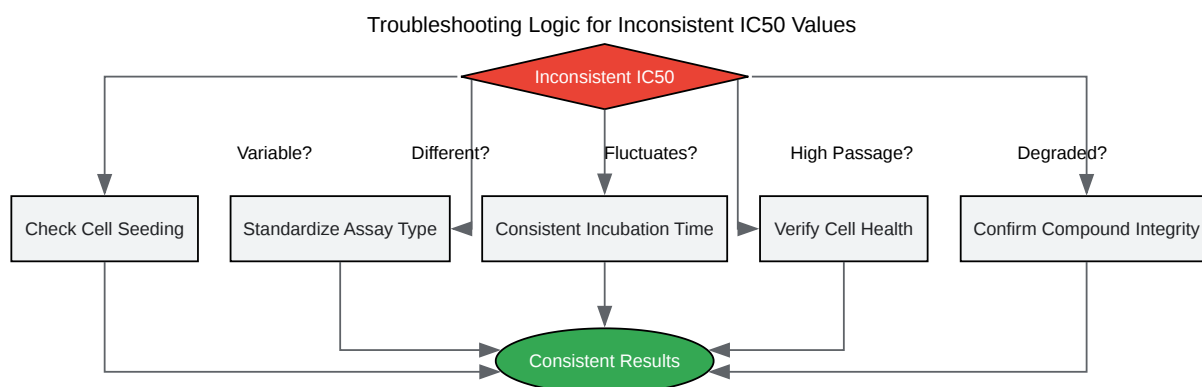 Troubleshooting Logic for Inconsistent IC50 Values
Inconsistent IC50
Variable?
Different?
Fluctuates?
High Passage?
Degraded?
Check Cell Seeding
Standardize Assay Type
Consistent Incubation Time
Verify Cell Health
Confirm Compound Integrity
Consistent Results